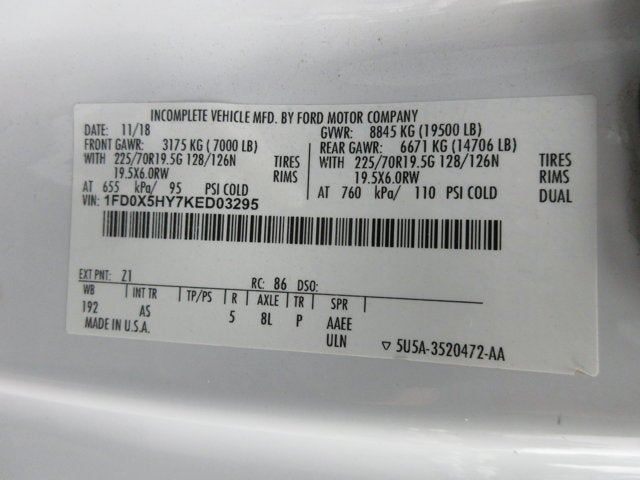 INCOMPLETE VEHICLE MFD. BY FORD MOTOR COMPANY
DATE: 11/18 GVWR: 8845 KG (19500 LB)
FRONT GAWR: 3175 KG (7000 LB) REAR GAWR: 6671 KG (14706 LB)
WITH 225/70R19.5G 128/126N TIRES WITH 225/70R19.5G 128/126N TIRES
19.5X6.0RW RIMS 19.5X6.0RW RIMS
AT 655 kPa/ 95 PSI COLD AT 760 kPa/ 110 PSI COLD DUAL
VIN: 1FD0X5HY7KED03295
EXT PNT: Z1 RC: 86 DSO:
WB INT TR TP/PS R AXLE TR SPR
192 AS 5 8L P AAEE
MADE IN U.S.A. ULN ▽ 5U5A-3520472-AA